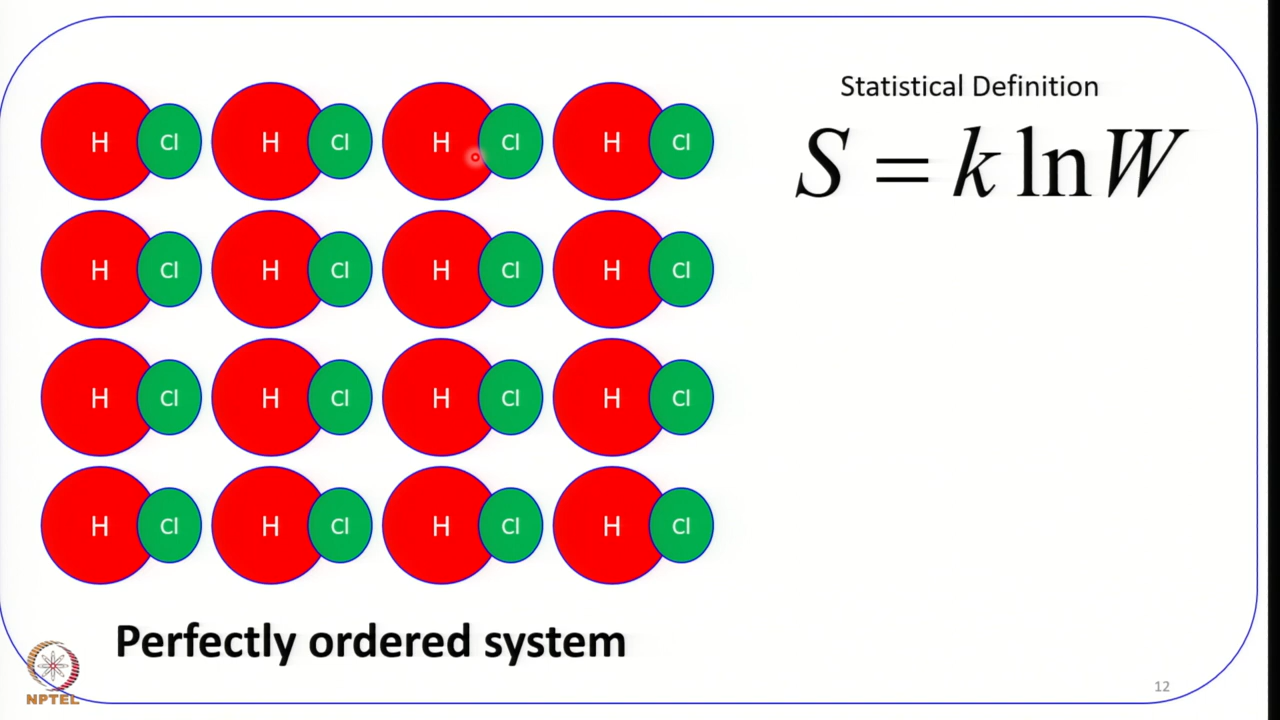 H Cl H Cl H Cl H Cl
Statistical Definition
S = k ln W
H Cl H Cl H Cl H Cl
H Cl H Cl H Cl H Cl
H Cl H Cl H Cl H Cl
Perfectly ordered system
NPTEL
12